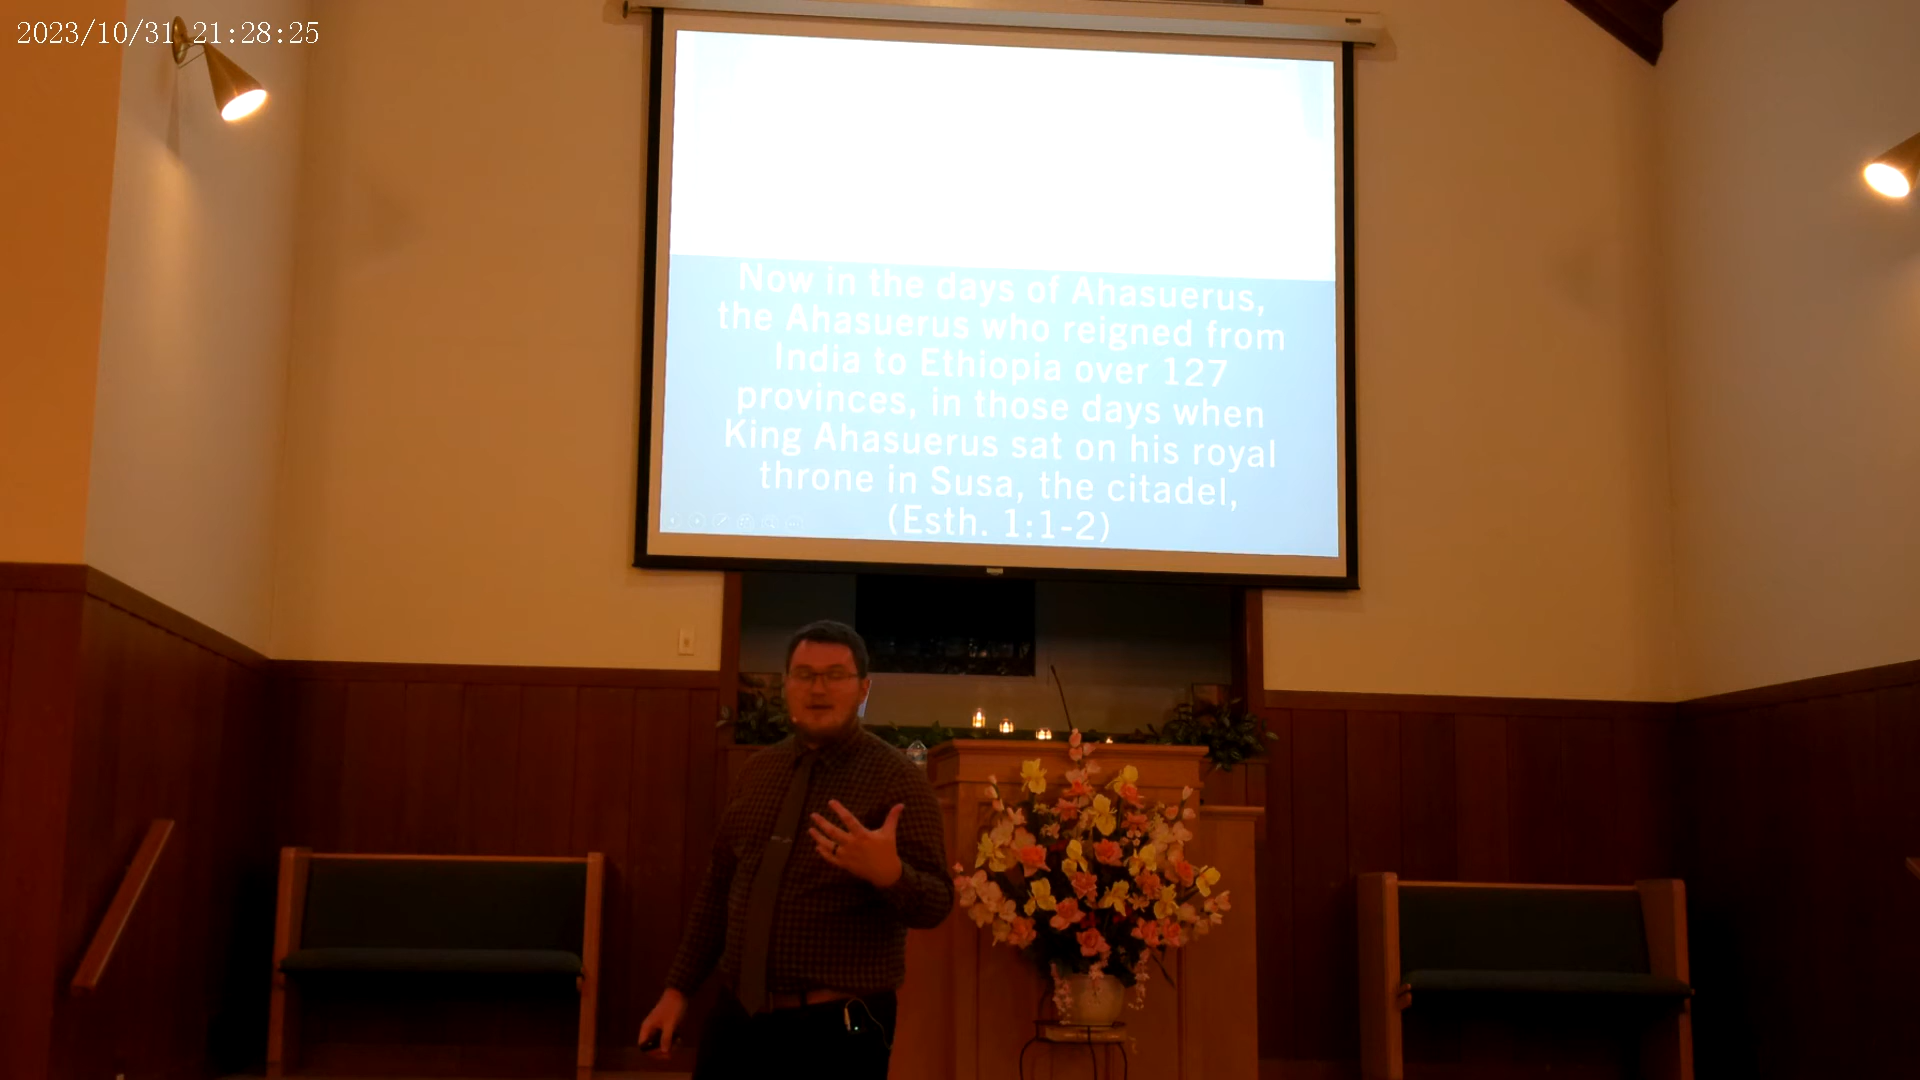 2023/10/31 21:28:25
Now in the days of Ahasuerus,
the Ahasuerus who reigned from
India to Ethiopia over 127
provinces, in those days when
King Ahasuerus sat on his royal
throne in Susa, the citadel,
(Esth. 1:1-2)